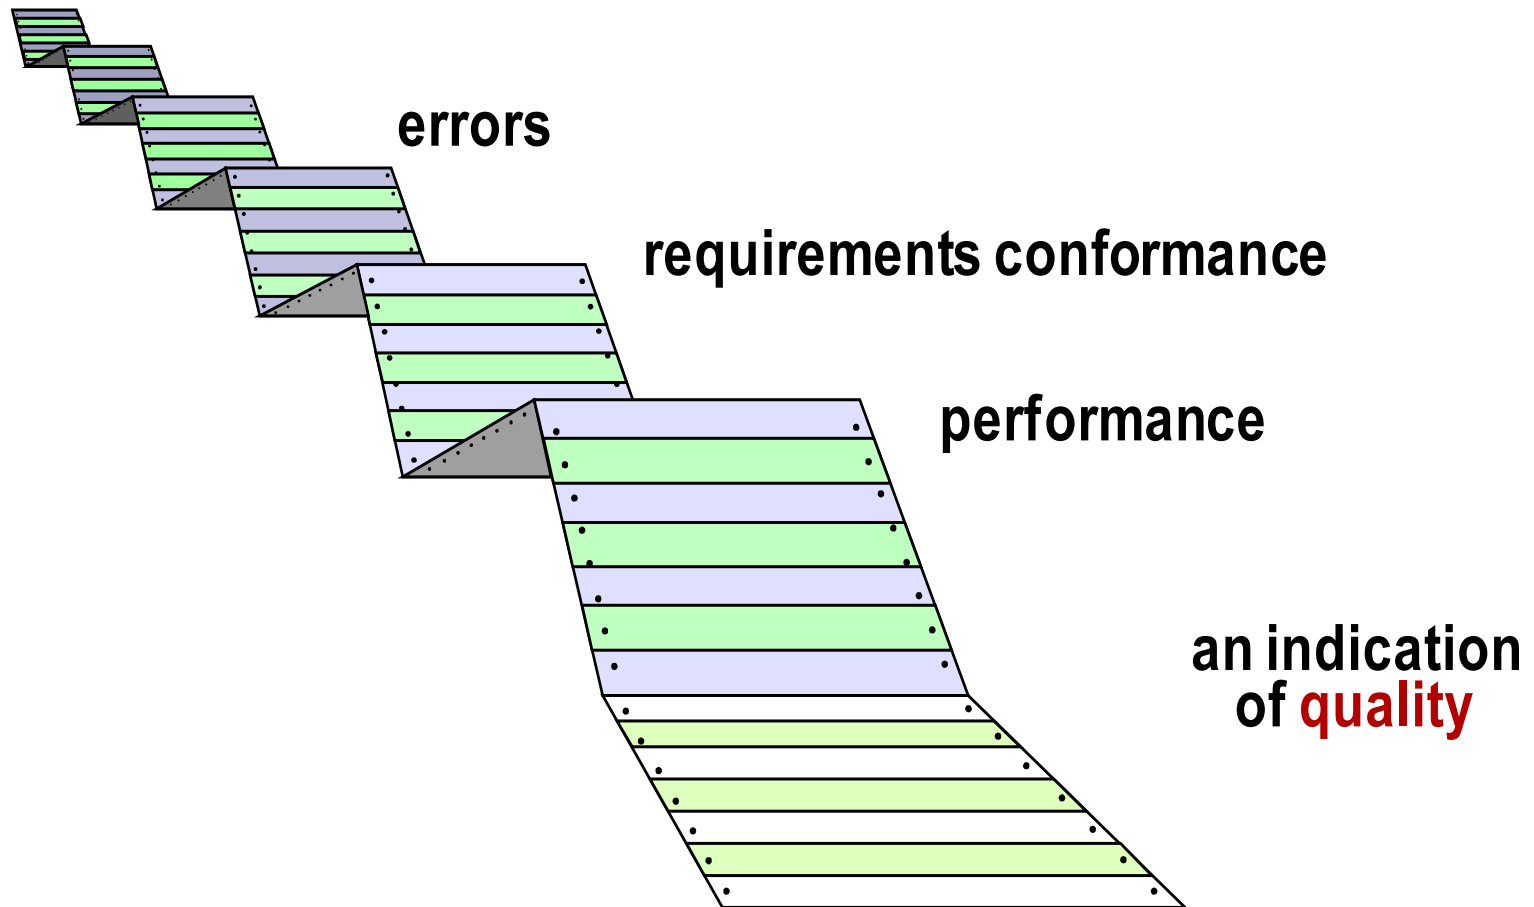 errors
requirements conformance
performance
an indication
of quality